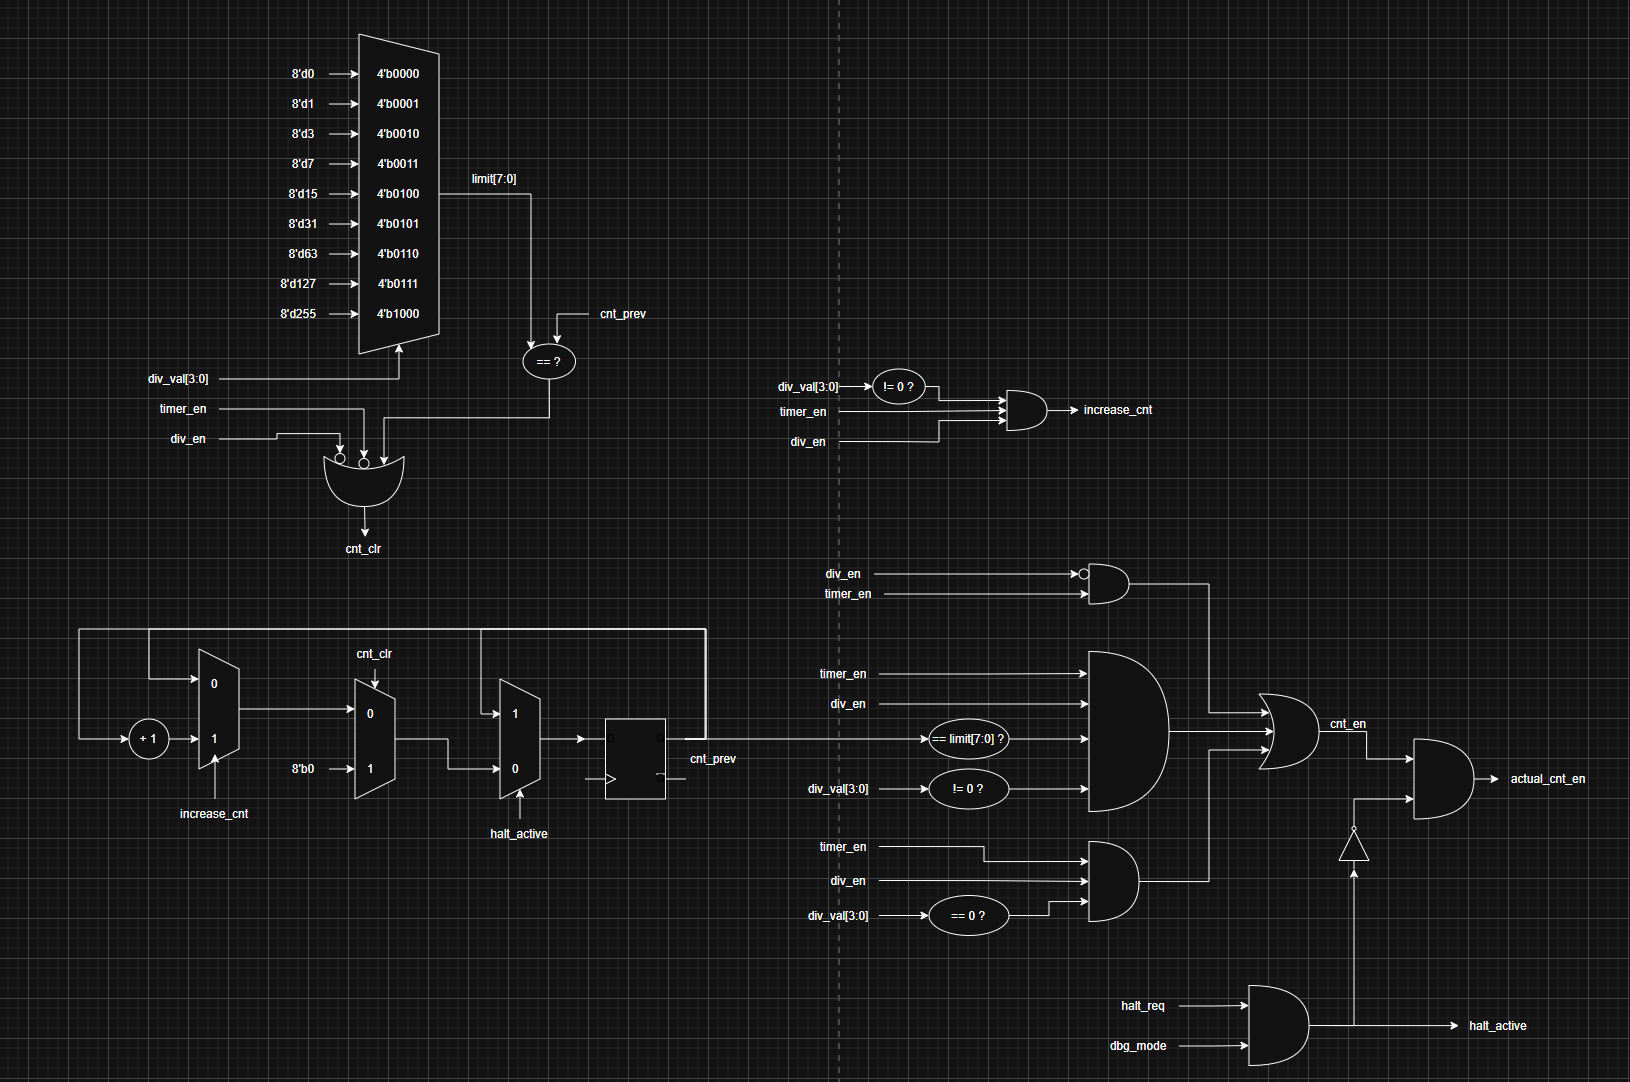 8'd0
4'b0000
8'd1
4'b0001
8'd3
4'b0010
8'd7
4'b0011
limit[7:0]
8'd15
4'b0100
8'd31
4'b0101
8'd63
4'b0110
8'd127
4'b0111
8'd255
4'b1000
cnt_prev
== ?
div_val[3:0]
timer_en
div_en
cnt_clr
div_val[3:0]
!= 0 ?
timer_en
increase_cnt
div_en
div_en
timer_en
cnt_clr
0
+ 1
1
increase_cnt
0
8'b0
1
1
0
halt_active
cnt_prev
timer_en
div_en
== limit[7:0] ?
div_val[3:0]
!= 0 ?
timer_en
div_en
div_val[3:0]
== 0 ?
cnt_en
actual_cnt_en
halt_req
dbg_mode
halt_active